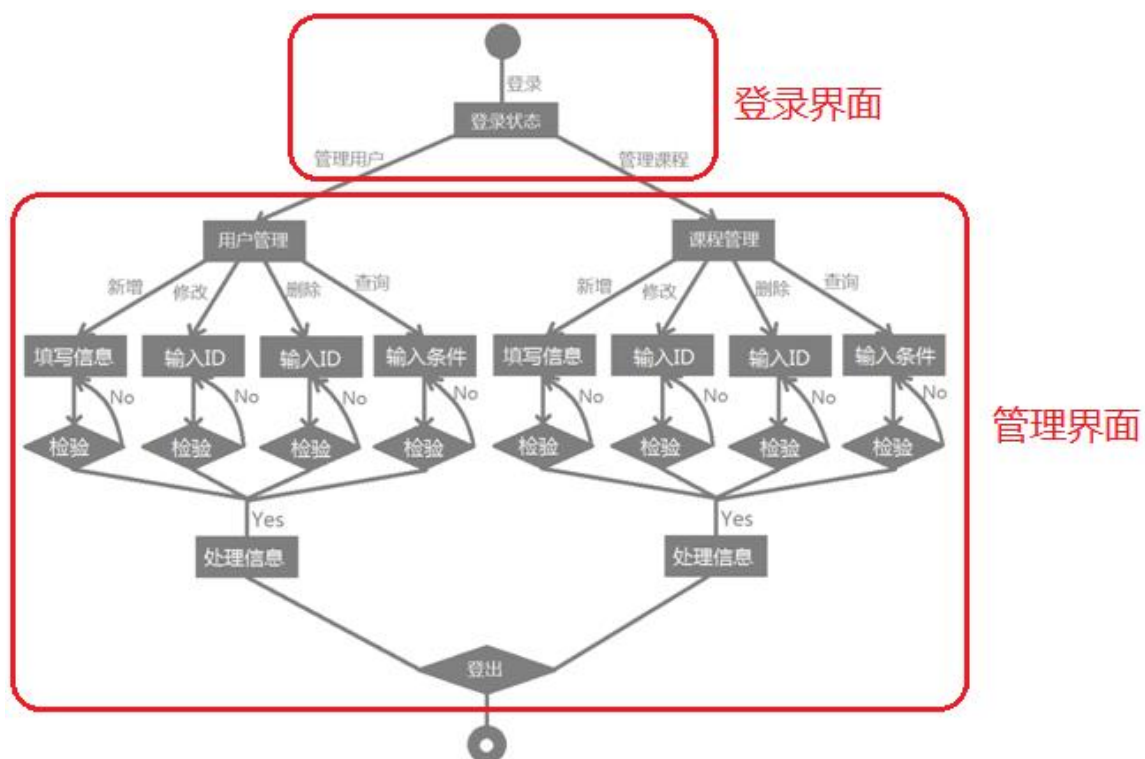 登录
登录界面
登录状态
管理用户
管理课程
用户管理
课程管理
新增
修改
删除
查询
新增
修改
删除
查询
填写信息
输入ID
输入ID
输入条件
填写信息
输入ID
输入ID
输入条件
No
No
No
No
No
No
No
No
管理界面
检验
检验
检验
检验
检验
检验
检验
检验
Yes
Yes
处理信息
处理信息
登出